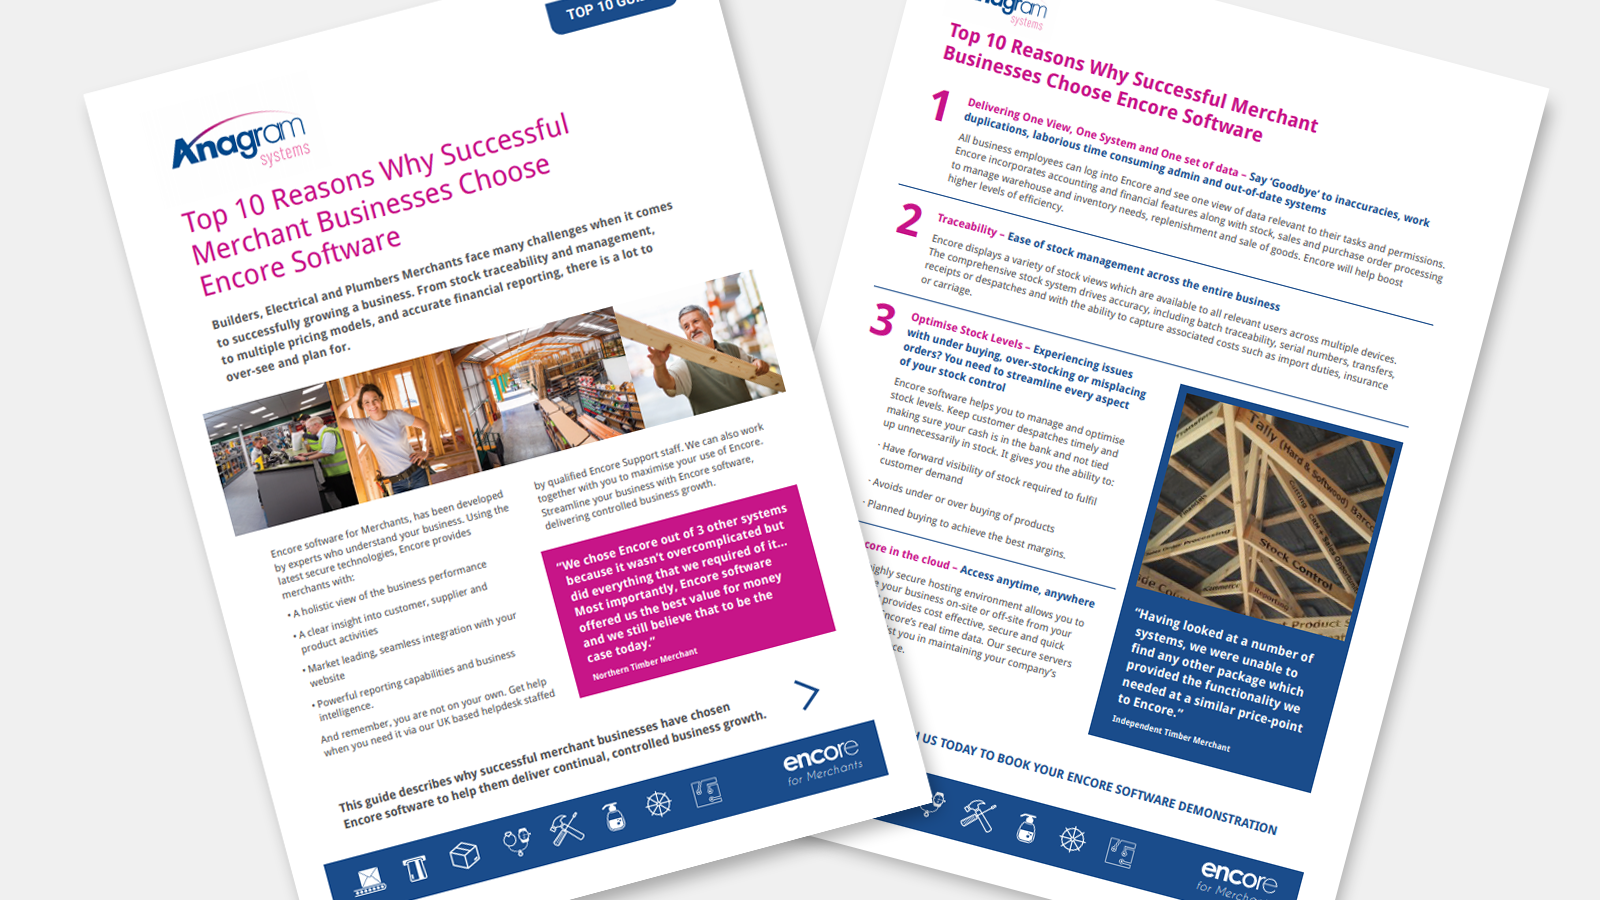 TOP 10
Anagram
systems
Top 10 Reasons Why Successful
Merchant Businesses Choose
Encore Software
Builders, Electrical and Plumbers Merchants face many challenges when it comes
to successfully growing a business. From stock traceability and management,
to multiple pricing models, and accurate financial reporting, there is a lot to
over-see and plan for.
Encore software for Merchants, has been developed
by experts who understand your business. Using the
latest secure technologies, Encore provides
merchants with:
• A holistic view of the business performance
• A clear insight into customer, supplier and
product activities
• Market leading, seamless integration with your
website
• Powerful reporting capabilities and business
intelligence.
And remember, you are not on your own. Get help
when you need it via our UK based helpdesk staffed
by qualified Encore Support staff. We can also work
together with you to maximise your use of Encore.
Streamline your business with Encore software,
delivering controlled business growth.
“We chose Encore out of 3 other systems
because it wasn’t overcomplicated but
did everything that we required of it...
Most importantly, Encore software
offered us the best value for money
and we still believe that to be the
case today.”
Northern Timber Merchant
This guide describes why successful merchant businesses have chosen
Encore software to help them deliver continual, controlled business growth.
encore
for Merchants
systems
Top 10 Reasons Why Successful Merchant
Businesses Choose Encore Software
1
Delivering One View, One System and One set of data – Say ‘Goodbye’ to inaccuracies, work
duplications, laborious time consuming admin and out-of-date systems
All business employees can log into Encore and see one view of data relevant to their tasks and permissions.
Encore incorporates accounting and financial features along with stock, sales and purchase order processing
to manage warehouse and inventory needs, replenishment and sale of goods. Encore will help boost
higher levels of efficiency.
2
Traceability – Ease of stock management across the entire business
Encore displays a variety of stock views which are available to all relevant users across multiple devices.
The comprehensive stock system drives accuracy, including batch traceability, serial numbers, transfers,
receipts or despatches and with the ability to capture associated costs such as import duties, insurance
or carriage.
3
Optimise Stock Levels – Experiencing issues
with under buying, over-stocking or misplacing
orders? You need to streamline every aspect
of your stock control
Encore software helps you to manage and optimise
stock levels. Keep customer despatches timely and
making sure your cash is in the bank and not tied
up unnecessarily in stock. It gives you the ability to:
· Have forward visibility of stock required to fulfil
customer demand
· Avoids under or over buying of products
· Planned buying to achieve the best margins.
core in the cloud – Access anytime, anywhere
ghly secure hosting environment allows you to
your business on-site or off-site from your
provides cost effective, secure and quick
Encore’s real time data. Our secure servers
st you in maintaining your company’s
ce.
Tally (Hard & Softwood)
Stock Control
Product S
“Having looked at a number of
systems, we were unable to
find any other package which
provided the functionality we
needed at a similar price-point
to Encore.”
Independent Timber Merchant
US TODAY TO BOOK YOUR ENCORE SOFTWARE DEMONSTRATION
encore
for Merch